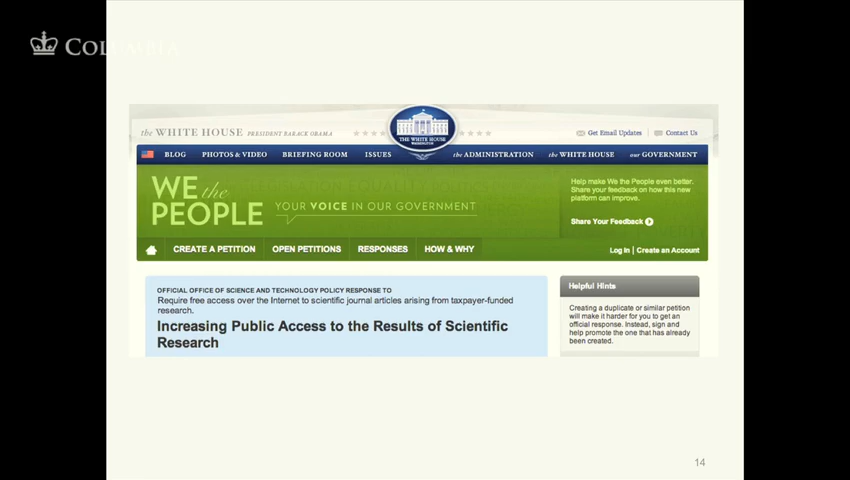 COLUMBIA
the WHITE HOUSE PRESIDENT BARACK OBAMA
THE WHITE HOUSE
WASHINGTON
Get Email Updates | Contact Us
BLOG PHOTOS & VIDEO BRIEFING ROOM ISSUES the ADMINISTRATION the WHITE HOUSE our GOVERNMENT
WE the
PEOPLE
YOUR VOICE IN OUR GOVERNMENT
Help make We the People even better.
Share your feedback on how this new
platform can improve.
Share Your Feedback
CREATE A PETITION OPEN PETITIONS RESPONSES HOW & WHY
Log In | Create an Account
OFFICIAL OFFICE OF SCIENCE AND TECHNOLOGY POLICY RESPONSE TO
Require free access over the Internet to scientific journal articles arising from taxpayer-funded
research.
Increasing Public Access to the Results of Scientific
Research
Helpful Hints
Creating a duplicate or similar petition
will make it harder for you to get an
official response. Instead, sign and
help promote the one that has already
been created.
14